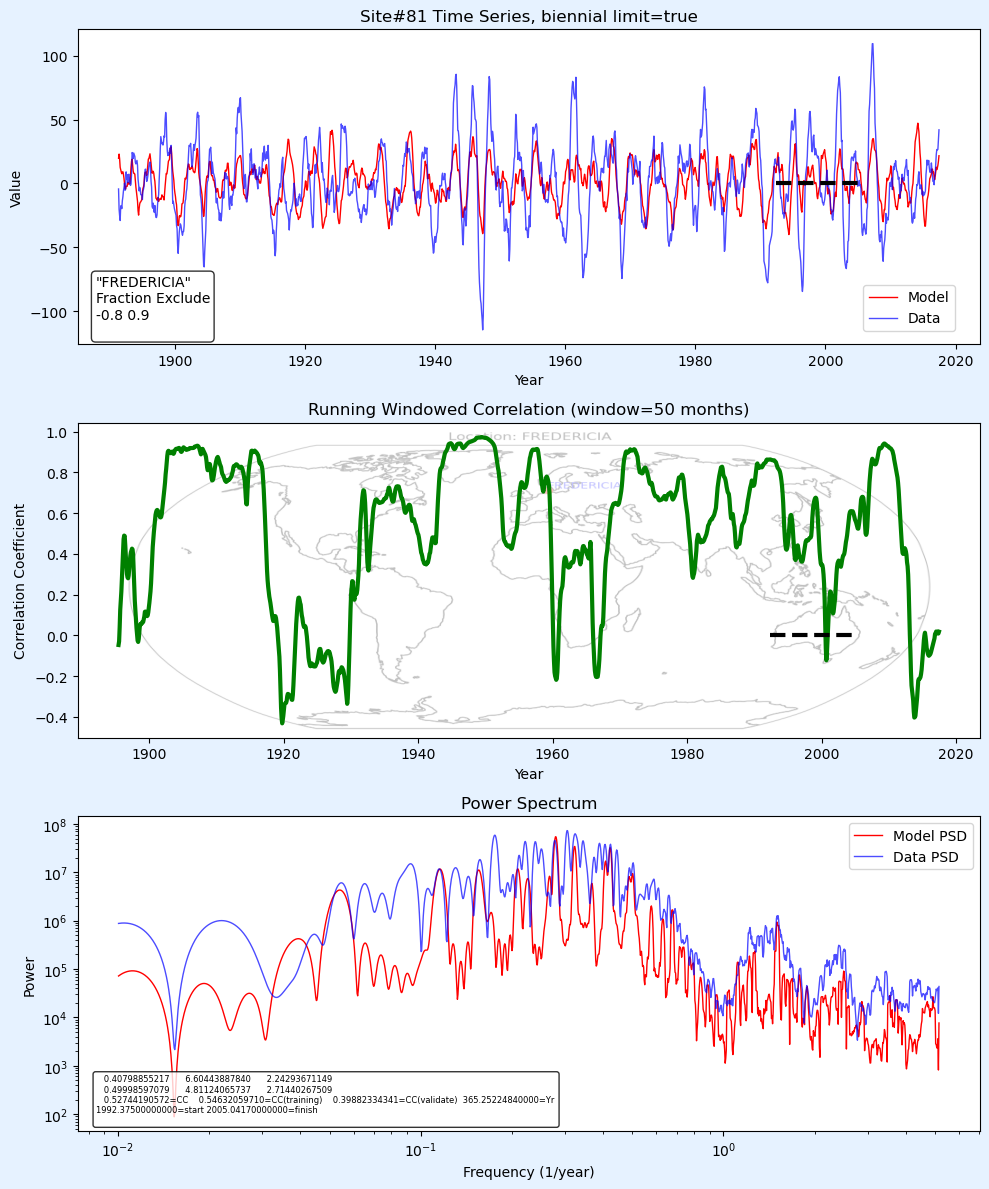 Site#81 Time Series, biennial limit=true
100
50
0
−50
−100
Value
"FREDERICIA"
Fraction Exclude
-0.8 0.9
Model
Data
1900
1920
1940
1960
1980
2000
2020
Year
Running Windowed Correlation (window=50 months)
Location: FREDERICIA
FREDERICIA
1.0
0.8
0.6
0.4
0.2
0.0
−0.2
−0.4
Correlation Coefficient
1900
1920
1940
1960
1980
2000
2020
Year
Power Spectrum
10^8
10^7
10^6
10^5
10^4
10^3
10^2
Power
Model PSD
Data PSD
0.40798855217 6.60443887840 2.24293671149
0.49998597079 4.81124065737 2.71440267509
0.52744190572=CC 0.54632059710=CC(training) 0.39882334341=CC(validate) 365.25224840000=Yr
1992.37500000000=start 2005.04170000000=finish
10^−2
10^−1
10^0
Frequency (1/year)